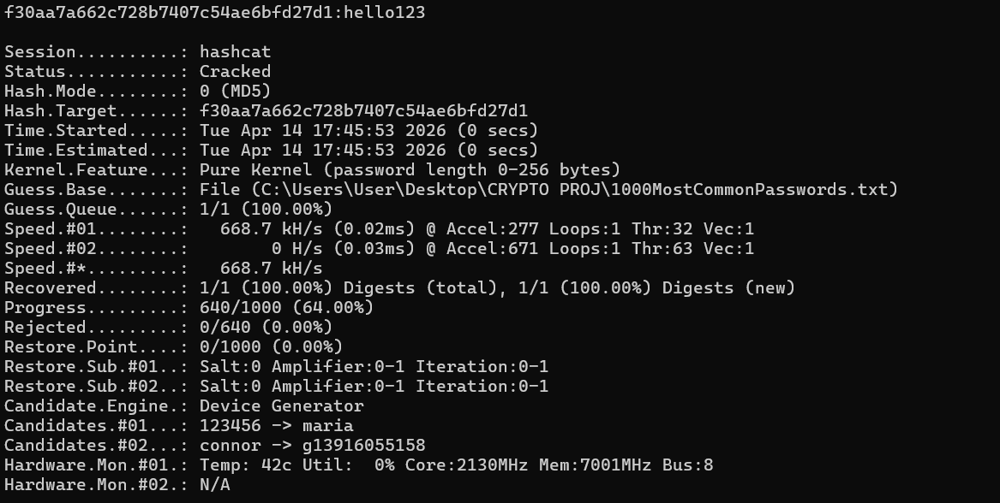 f30aa7a662c728b7407c54ae6bfd27d1:hello123
Session..........: hashcat
Status...........: Cracked
Hash.Mode........: 0 (MD5)
Hash.Target......: f30aa7a662c728b7407c54ae6bfd27d1
Time.Started.....: Tue Apr 14 17:45:53 2026 (0 secs)
Time.Estimated...: Tue Apr 14 17:45:53 2026 (0 secs)
Kernel.Feature...: Pure Kernel (password length 0-256 bytes)
Guess.Base.......: File (C:\Users\User\Desktop\CRYPTO PROJ\1000MostCommonPasswords.txt)
Guess.Queue......: 1/1 (100.00%)
Speed.#01........:   668.7 kH/s (0.02ms) @ Accel:277 Loops:1 Thr:32 Vec:1
Speed.#02........:        0 H/s (0.03ms) @ Accel:671 Loops:1 Thr:63 Vec:1
Speed.#*.........:   668.7 kH/s
Recovered........: 1/1 (100.00%) Digests (total), 1/1 (100.00%) Digests (new)
Progress.........: 640/1000 (64.00%)
Rejected.........: 0/640 (0.00%)
Restore.Point....: 0/1000 (0.00%)
Restore.Sub.#01..: Salt:0 Amplifier:0-1 Iteration:0-1
Restore.Sub.#02..: Salt:0 Amplifier:0-1 Iteration:0-1
Candidate.Engine.: Device Generator
Candidates.#01...: 123456 -> maria
Candidates.#02...: connor -> g13916055158
Hardware.Mon.#01.: Temp: 42c Util:  0% Core:2130MHz Mem:7001MHz Bus:8
Hardware.Mon.#02.: N/A